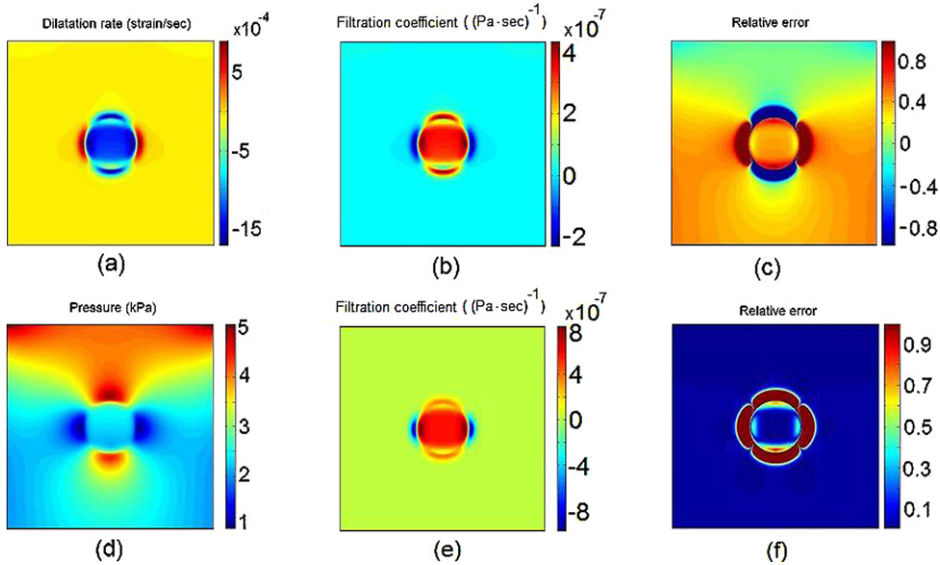 Dilatation rate (strain/sec)
×10⁻⁴
5
-5
-15
(a)
Filtration coefficient ( (Pa·sec)⁻¹
×10⁻⁷
4
2
0
-2
(b)
Relative error
0.8
0.4
0
-0.4
-0.8
(c)
Pressure (kPa)
5
4
3
2
1
(d)
Filtration coefficient ( (Pa·sec)⁻¹
×10⁻⁷
8
4
0
-4
-8
(e)
Relative error
0.9
0.7
0.5
0.3
0.1
(f)